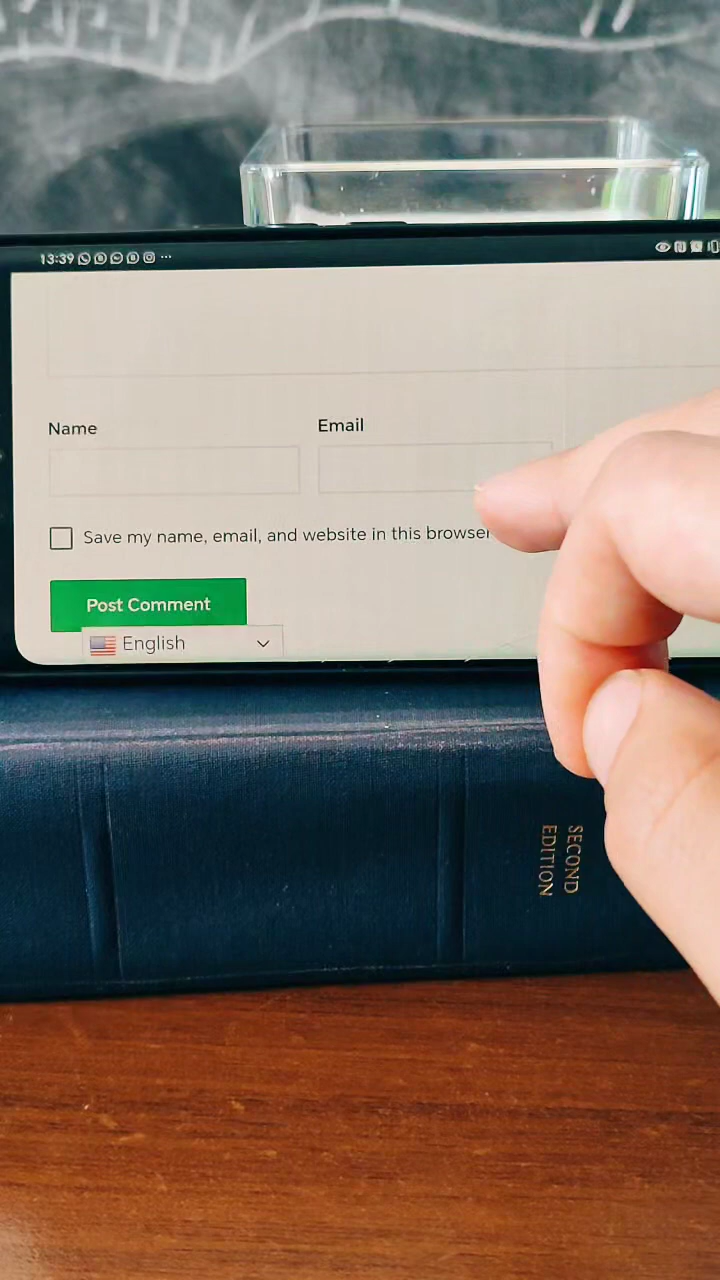 13:39
Name
Email
Save my name, email, and website in this browser
Post Comment
English
SECOND
EDITION